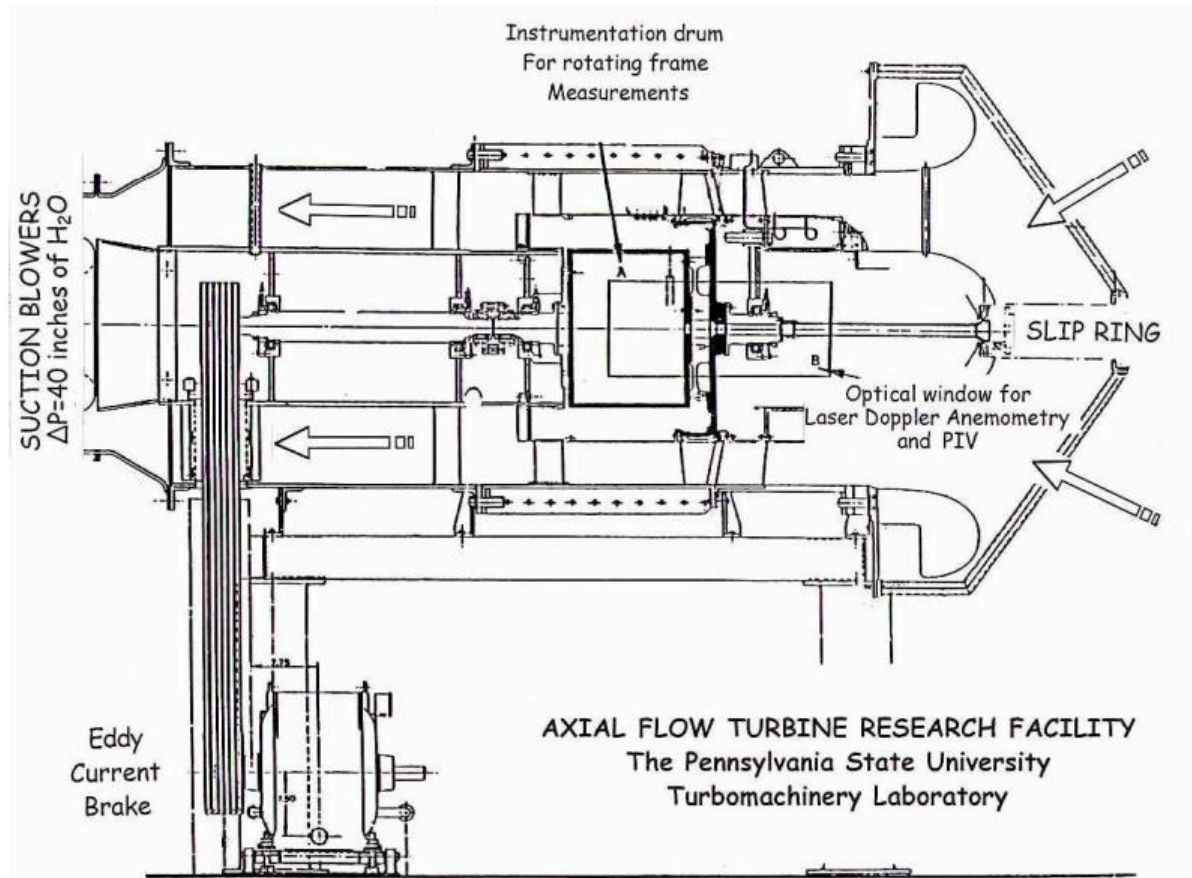 Instrumentation drum
For rotating frame
Measurements
SUCTION BLOWERS
ΔP=40 inches of H₂O
A
SLIP RING
B
Optical window for
Laser Doppler Anemometry
and PIV
7.75
Eddy
Current
Brake
AXIAL FLOW TURBINE RESEARCH FACILITY
The Pennsylvania State University
Turbomachinery Laboratory